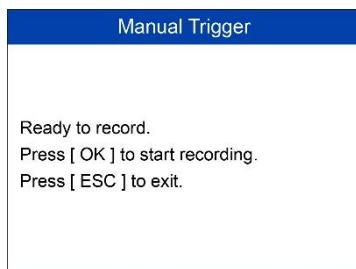 Manual Trigger
Ready to record.
Press [ OK ] to start recording.
Press [ ESC ] to exit.